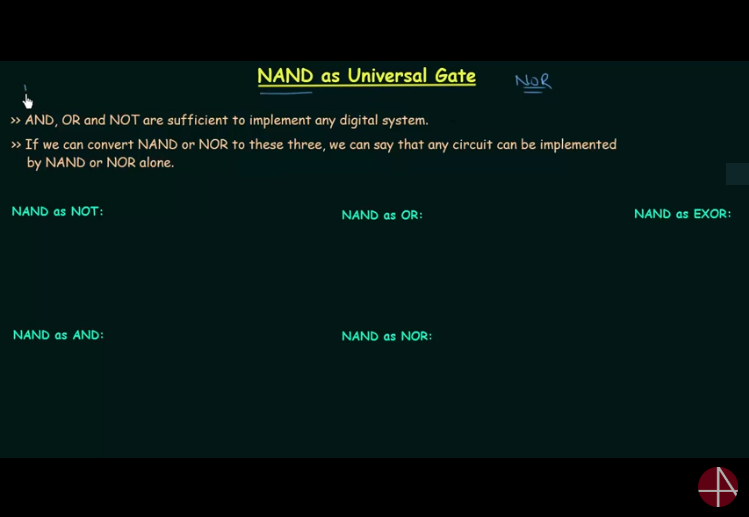 NAND as Universal Gate
NOR
>> AND, OR and NOT are sufficient to implement any digital system.
>> If we can convert NAND or NOR to these three, we can say that any circuit can be implemented
by NAND or NOR alone.
NAND as NOT:
NAND as OR:
NAND as EXOR:
NAND as AND:
NAND as NOR: